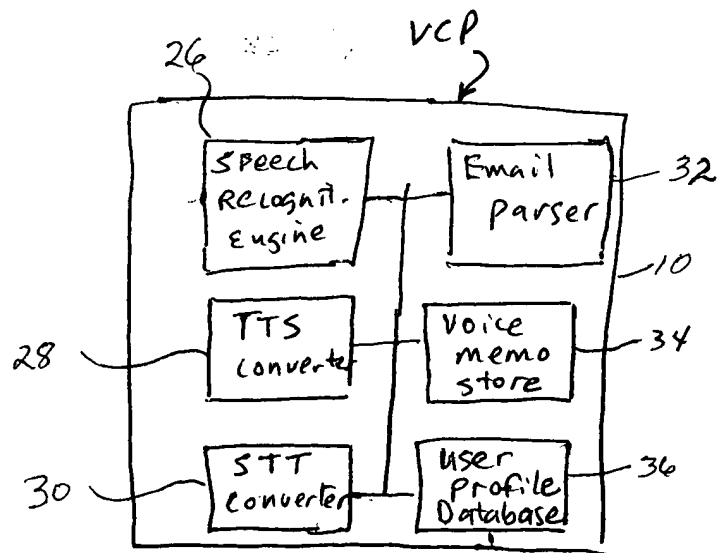 VCP
26
Speech
Recognit.
Engine
Email
Parser
32
10
28
TTS
Converter
Voice
memo
store
34
30
STT
Converter
User
Profile
Database
36